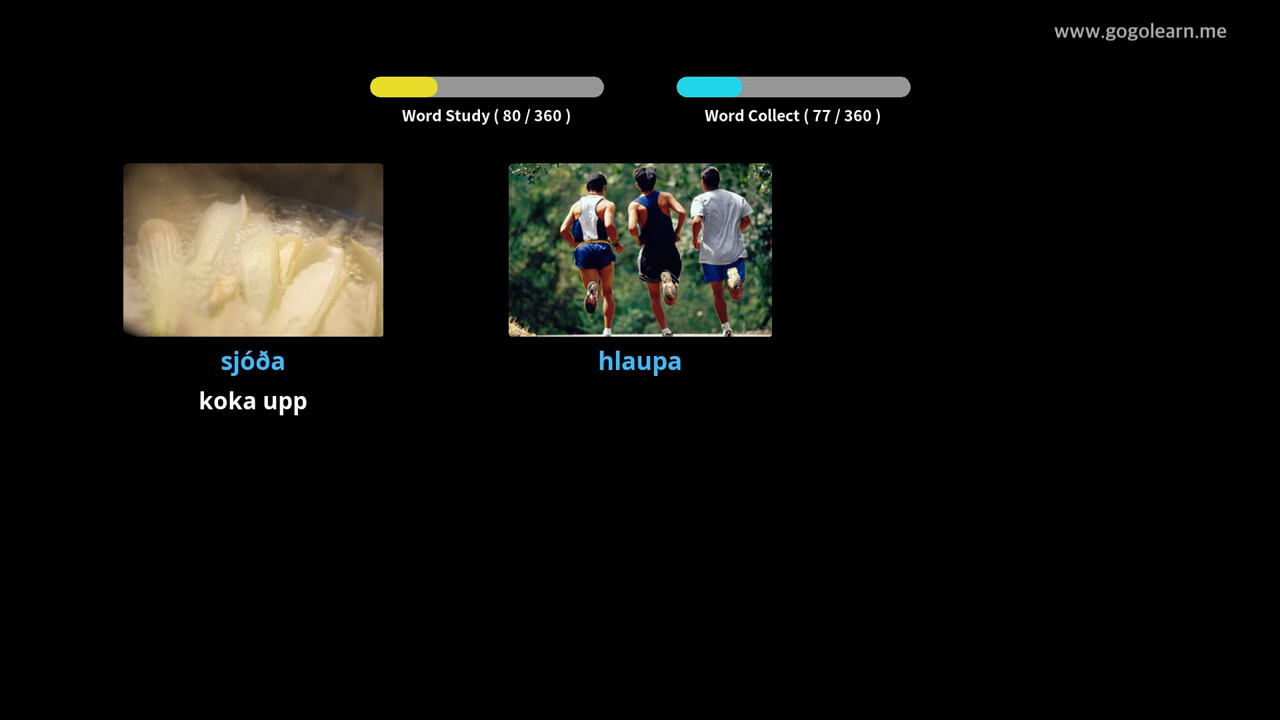 www.gogolearn.me
Word Study ( 80 / 360 )
Word Collect ( 77 / 360 )
sjóða
hlaupa
koka upp